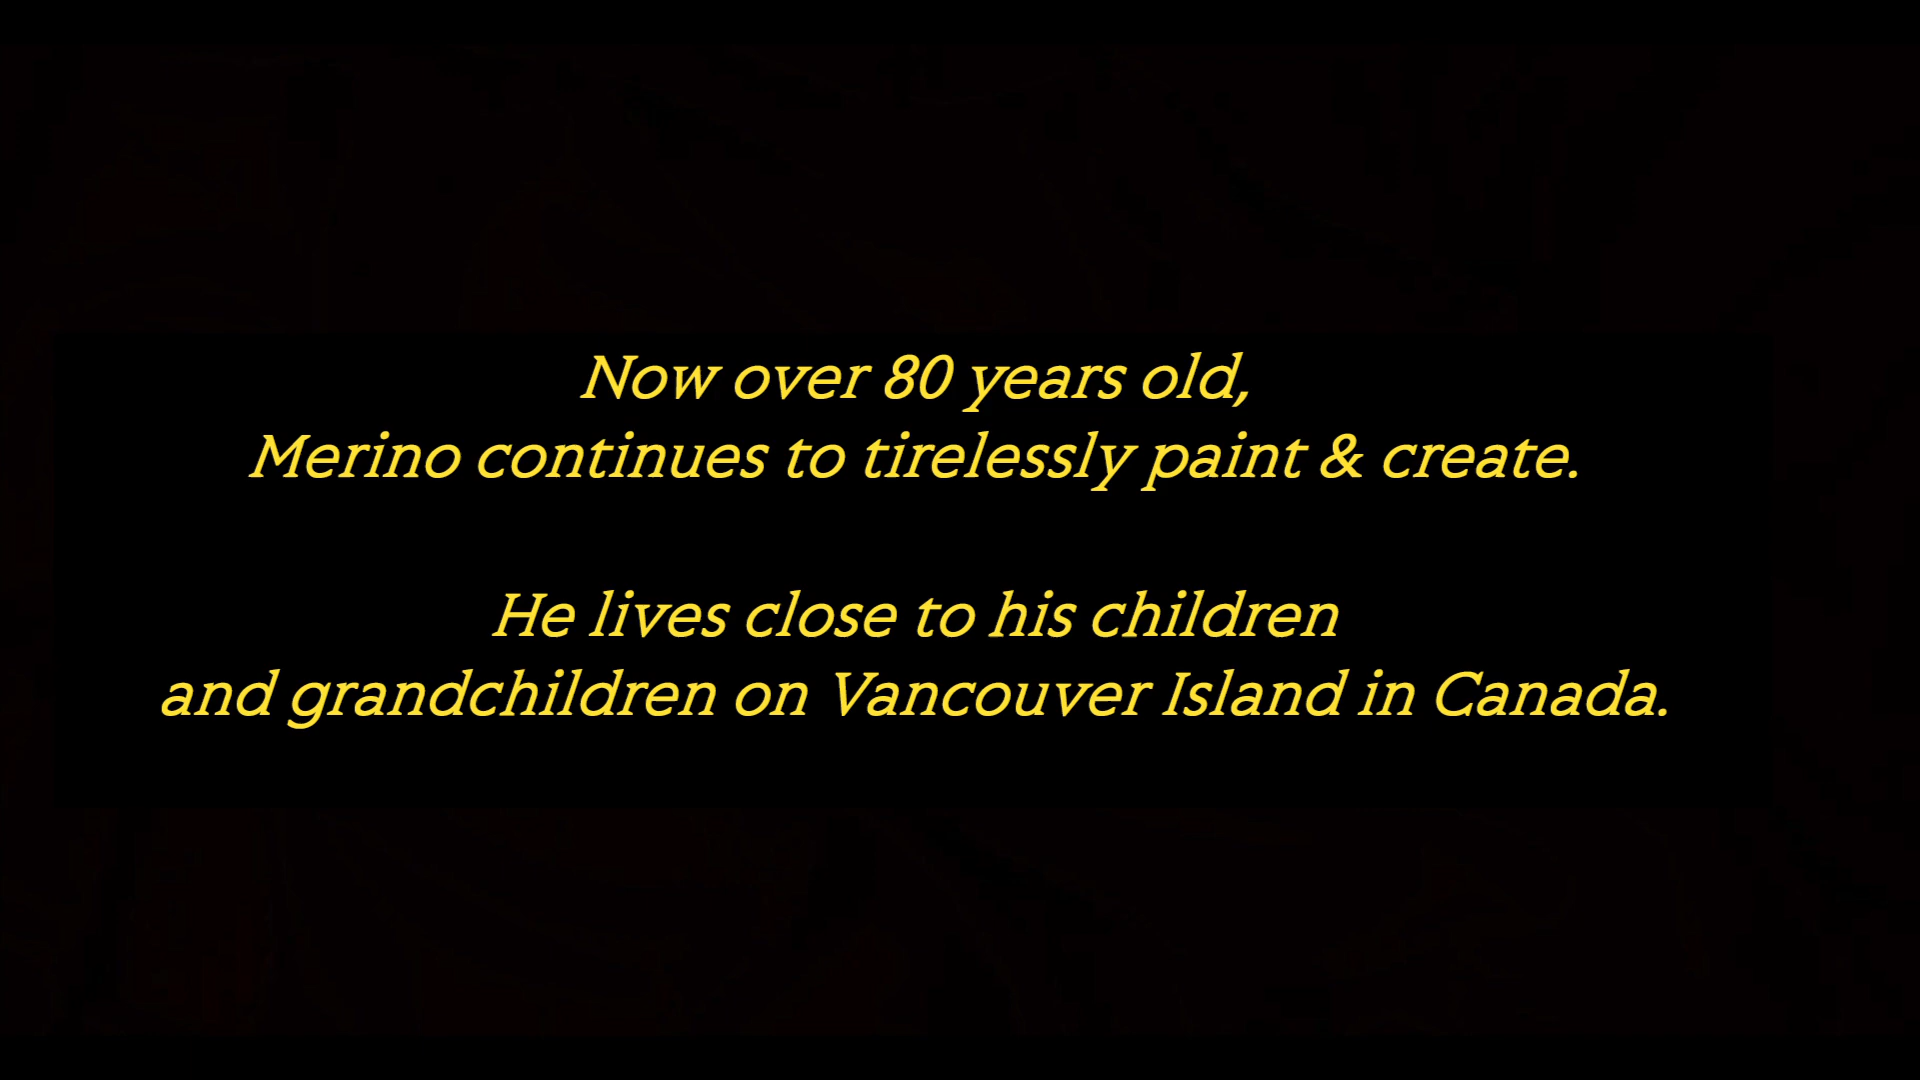 Now over 80 years old,
Merino continues to tirelessly paint & create.
He lives close to his children
and grandchildren on Vancouver Island in Canada.